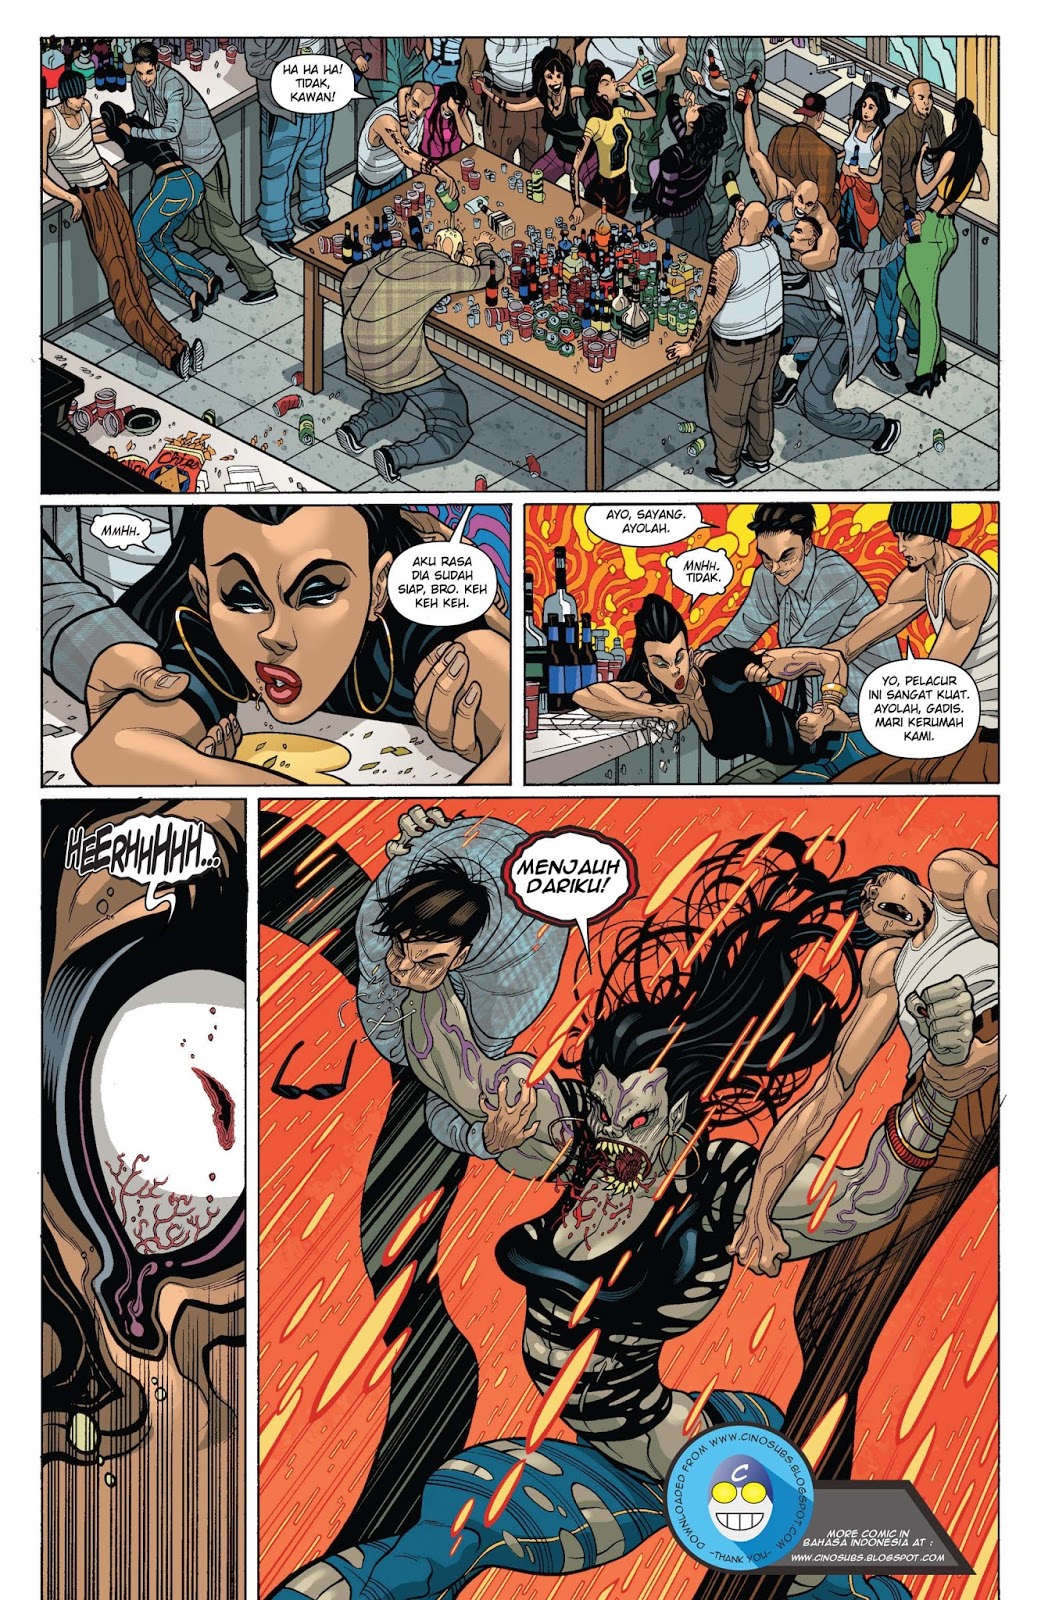 HA HA HA!
TIDAK,
KAWAN!
MMHH.
AKU RASA
DIA SUDAH
SIAP, BRO. KEH
KEH KEH.
AYO, SAYANG.
AYOLAH.
MNHH.
TIDAK.
YO, PELACUR
INI SANGAT KUAT.
AYOLAH, GADIS.
MARI KERUMAH
KAMI.
HEERHHHHH...
MENJAUH
DARIKU!
DOWNLOADED FROM WWW.CINOSUBS.BLOGSPOT.COM
C
-THANK YOU-
MORE COMIC IN
BAHASA INDONESIA AT :
WWW.CINOSUBS.BLOGSPOT.COM